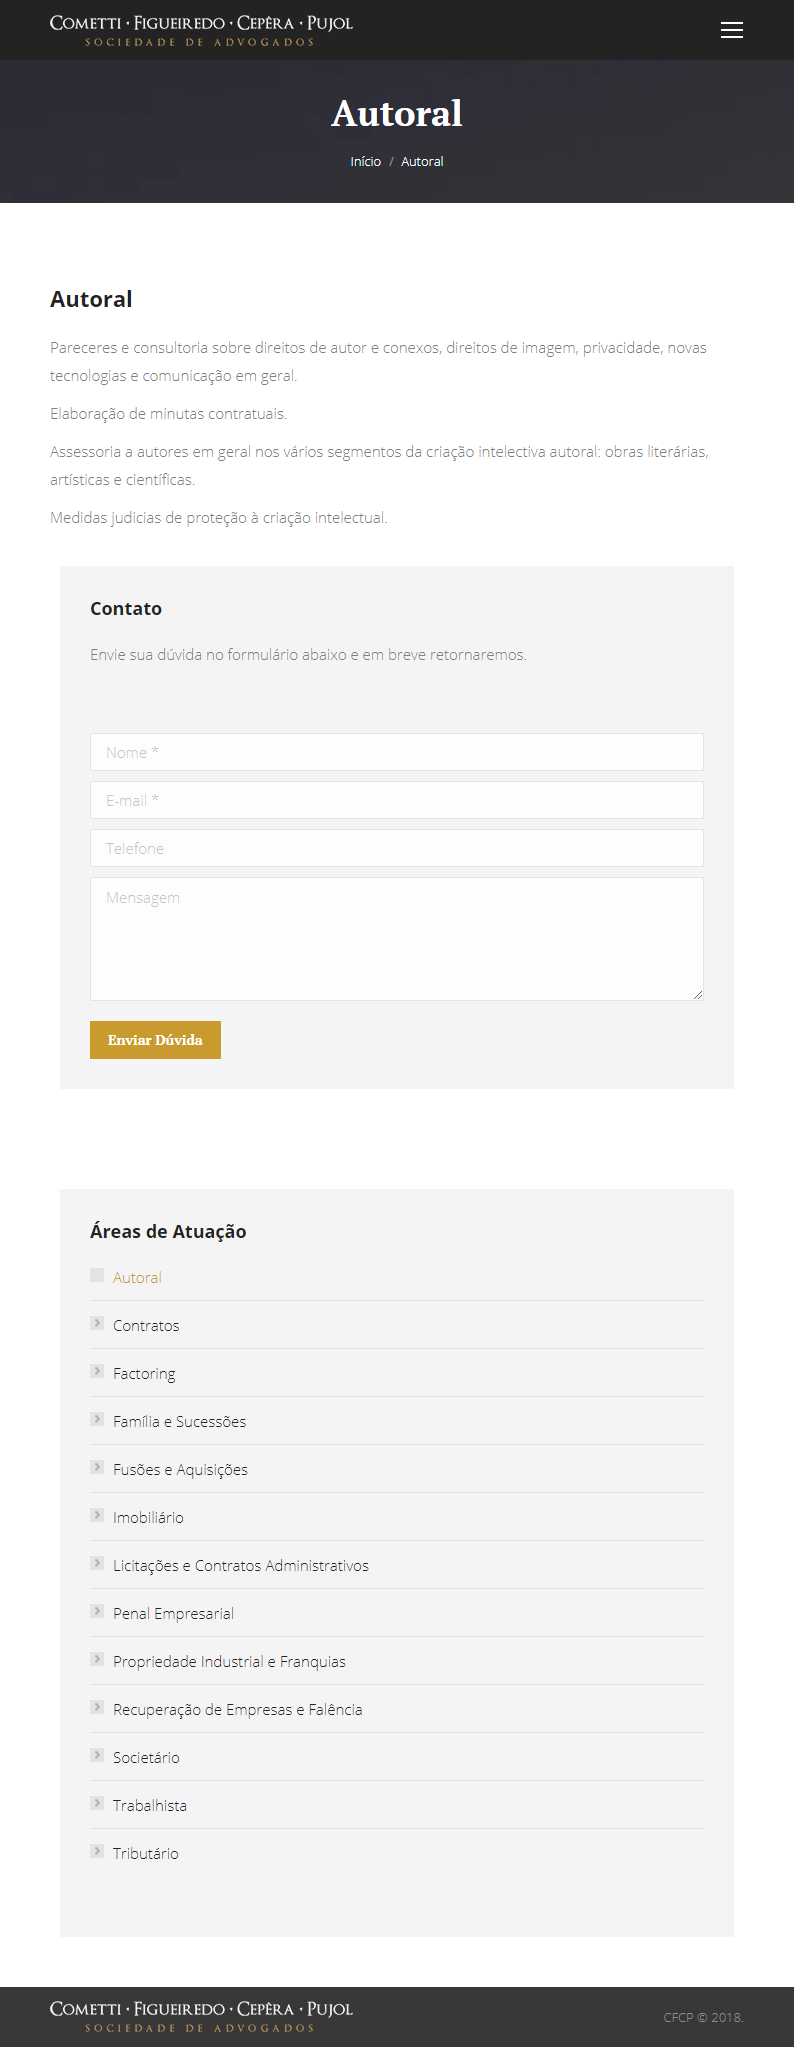 Cometti · Figueiredo · Cepêra · Pujol
SOCIEDADE DE ADVOGADOS
Autoral
Início / Autoral
Autoral
Pareceres e consultoria sobre direitos de autor e conexos, direitos de imagem, privacidade, novas
tecnologias e comunicação em geral.
Elaboração de minutas contratuais.
Assessoria a autores em geral nos vários segmentos da criação intelectiva autoral: obras literárias,
artísticas e científicas.
Medidas judicias de proteção à criação intelectual.
Contato
Envie sua dúvida no formulário abaixo e em breve retornaremos.
Nome *
E-mail *
Telefone
Mensagem
Enviar Dúvida
Áreas de Atuação
Autoral
Contratos
Factoring
Família e Sucessões
Fusões e Aquisições
Imobiliário
Licitações e Contratos Administrativos
Penal Empresarial
Propriedade Industrial e Franquias
Recuperação de Empresas e Falência
Societário
Trabalhista
Tributário
Cometti · Figueiredo · Cepêra · Pujol
SOCIEDADE DE ADVOGADOS
CFCP © 2018.